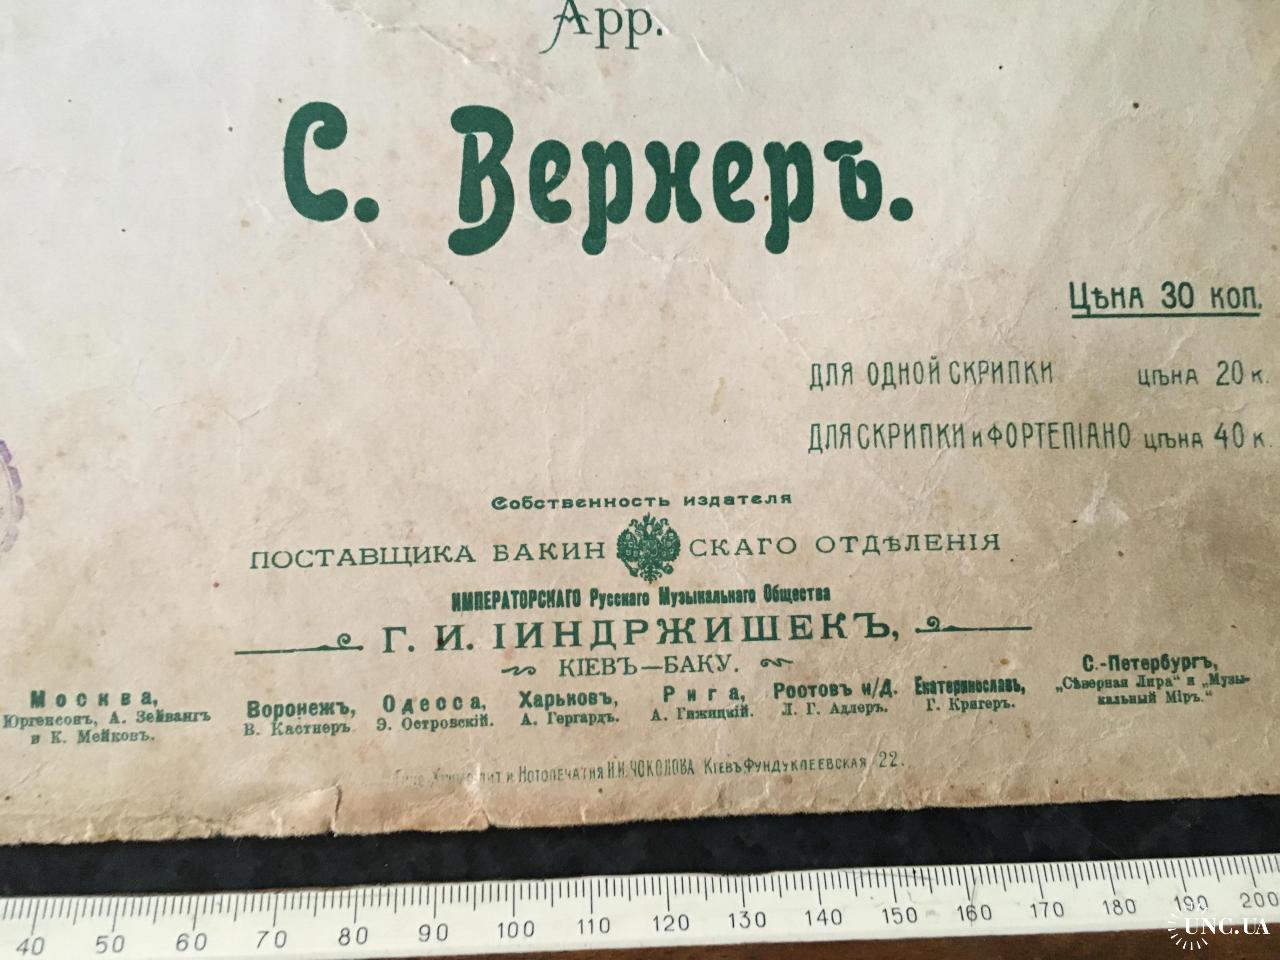 Арр.
С. Вернеръ.
Цѣна 30 коп.
ДЛЯ ОДНОЙ СКРИПКИ цѣна 20 к.
ДЛЯ СКРИПКИ и ФОРТЕПІАНО цѣна 40 к.
Собственность издателя
ПОСТАВЩИКА БАКИНСКАГО ОТДѢЛЕНІЯ
ИМПЕРАТОРСКАГО Русскаго Музыкальнаго Общества
Г. И. ІИНДРЖИШЕКЪ,
КІЕВЪ—БАКУ.
Москва,
Юргенсонъ, А. Зейвангъ
и К. Мейковъ.
Воронежъ,
В. Кастнеръ.
Одесса,
Э. Островскій.
Харьковъ,
А. Гергардъ.
Рига,
А. Гижицкій.
Ростовъ н/Д.
Л. Г. Адлеръ.
Екатеринославъ,
Г. Кригеръ.
С.-Петербургъ,
„Сѣверная Лира" и „Музы-
кальный Міръ."
и Нотопечатня И.И. ЧОКОЛОВА Кіевъ, Фундуклеевская 22.
40 50 60 70 80 90 100 110 120 130 140 150 160 170 180 190 200
UNC.UA